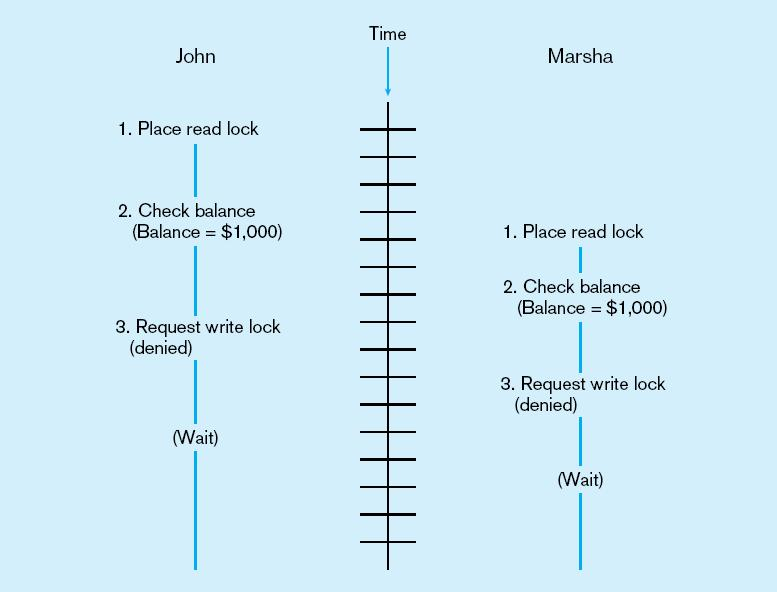 Time
John
Marsha
1. Place read lock
2. Check balance
(Balance = $1,000)
3. Request write lock
(denied)
(Wait)
1. Place read lock
2. Check balance
(Balance = $1,000)
3. Request write lock
(denied)
(Wait)